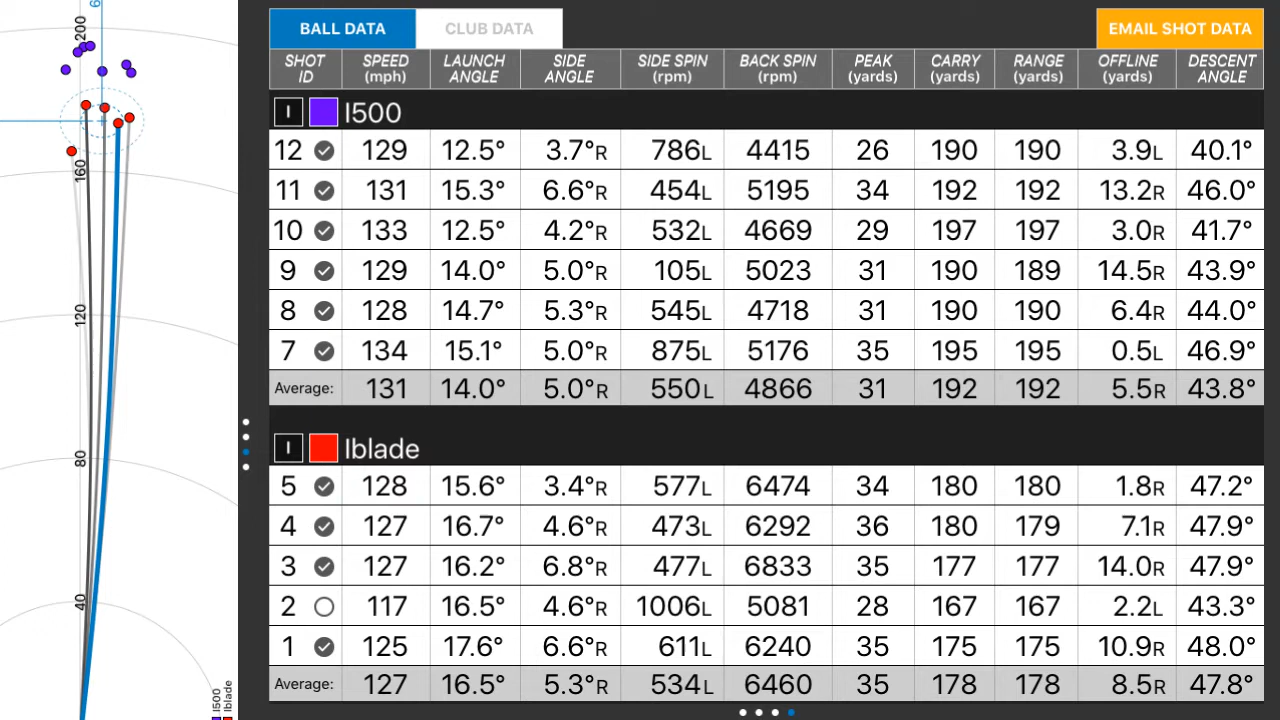 BALL DATA
CLUB DATA
EMAIL SHOT DATA
SHOT ID SPEED (mph) LAUNCH ANGLE SIDE ANGLE SIDE SPIN (rpm) BACK SPIN (rpm) PEAK (yards) CARRY (yards) RANGE (yards) OFFLINE (yards) DESCENT ANGLE
I I500
12 129 12.5° 3.7°R 786L 4415 26 190 190 3.9L 40.1°
11 131 15.3° 6.6°R 454L 5195 34 192 192 13.2R 46.0°
10 133 12.5° 4.2°R 532L 4669 29 197 197 3.0R 41.7°
9 129 14.0° 5.0°R 105L 5023 31 190 189 14.5R 43.9°
8 128 14.7° 5.3°R 545L 4718 31 190 190 6.4R 44.0°
7 134 15.1° 5.0°R 875L 5176 35 195 195 0.5L 46.9°
Average: 131 14.0° 5.0°R 550L 4866 31 192 192 5.5R 43.8°
I Iblade
5 128 15.6° 3.4°R 577L 6474 34 180 180 1.8R 47.2°
4 127 16.7° 4.6°R 473L 6292 36 180 179 7.1R 47.9°
3 127 16.2° 6.8°R 477L 6833 35 177 177 14.0R 47.9°
2 117 16.5° 4.6°R 1006L 5081 28 167 167 2.2L 43.3°
1 125 17.6° 6.6°R 611L 6240 35 175 175 10.9R 48.0°
Average: 127 16.5° 5.3°R 534L 6460 35 178 178 8.5R 47.8°
200
160
120
80
40
I500
Iblade